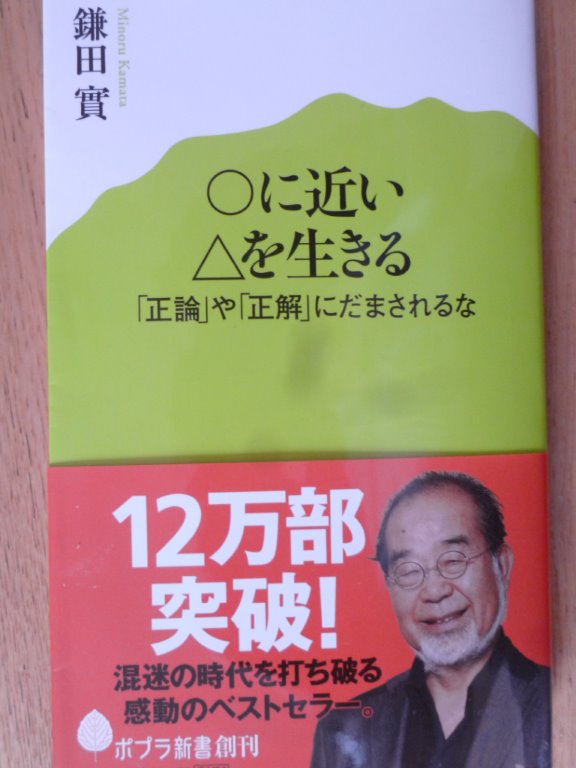 鎌田 實
Minoru Kamata
○に近い
△を生きる
「正論」や「正解」にだまされるな
12万部
突破!
混迷の時代を打ち破る
感動のベストセラー。
ポプラ新書創刊